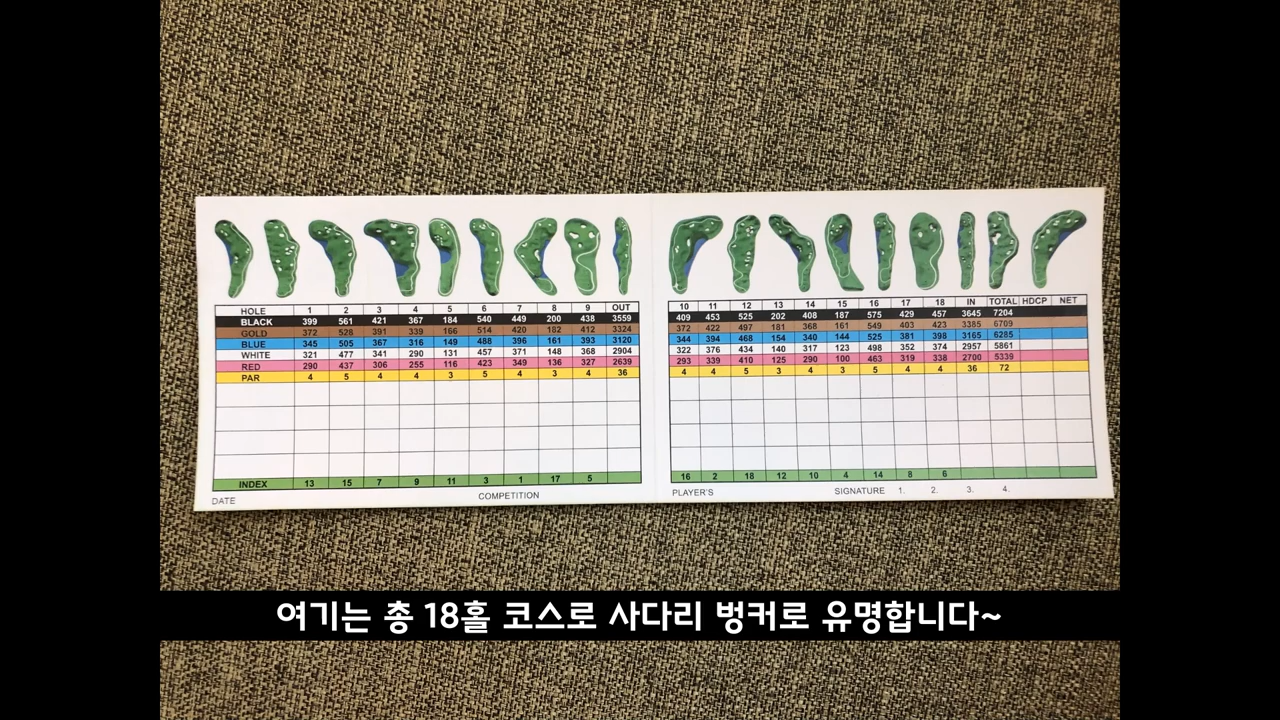 HOLE 1 2 3 4 5 6 7 8 9 OUT
BLACK 399 561 421 367 184 540 449 200 438 3559
GOLD 372 528 391 339 166 514 420 182 412 3324
BLUE 345 505 367 316 149 488 396 161 393 3120
WHITE 321 477 341 290 131 457 371 148 368 2904
RED 290 437 306 255 116 423 349 136 327 2639
PAR 4 5 4 4 3 5 4 3 4 36
INDEX 13 15 7 9 11 3 1 17 5
DATE COMPETITION
10 11 12 13 14 15 16 17 18 IN TOTAL HDCP NET
409 453 525 202 408 187 575 429 457 3645 7204
372 422 497 181 368 161 549 403 423 3385 6709
344 394 468 154 340 144 525 381 398 3165 6285
322 376 434 140 317 123 498 352 374 2957 5861
293 339 410 125 290 100 463 319 338 2700 5339
4 4 5 3 4 3 5 4 4 36 72
16 2 18 12 10 4 14 8 6
PLAYER'S SIGNATURE 1. 2. 3. 4.
여기는 총 18홀 코스로 사다리 벙커로 유명합니다~